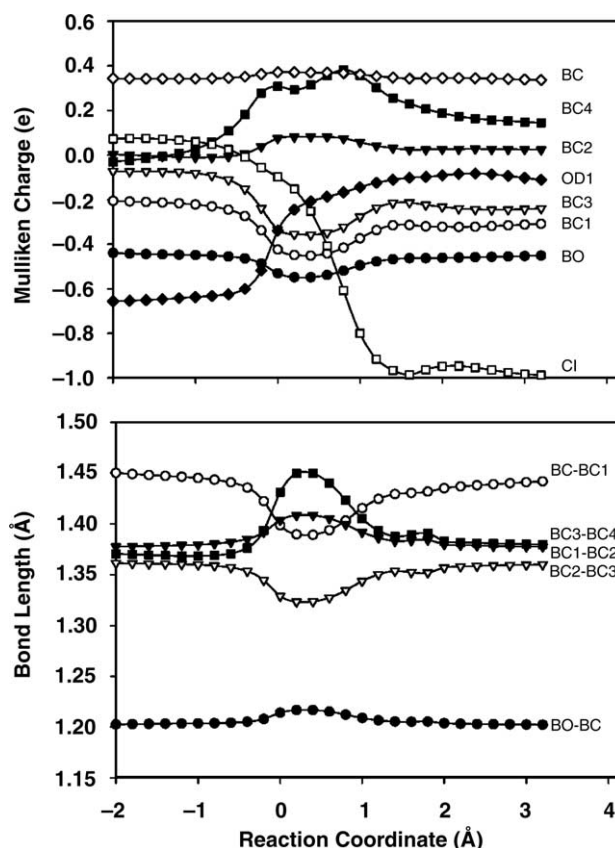 0.6
0.4
0.2
0.0
−0.2
−0.4
−0.6
−0.8
−1.0
Mulliken Charge (e)
BC
BC4
BC2
OD1
BC3
BC1
BO
Cl
1.50
1.45
1.40
1.35
1.30
1.25
1.20
1.15
Bond Length (Å)
BC-BC1
BC3-BC4
BC1-BC2
BC2-BC3
BO-BC
−2 −1 0 1 2 3 4
Reaction Coordinate (Å)